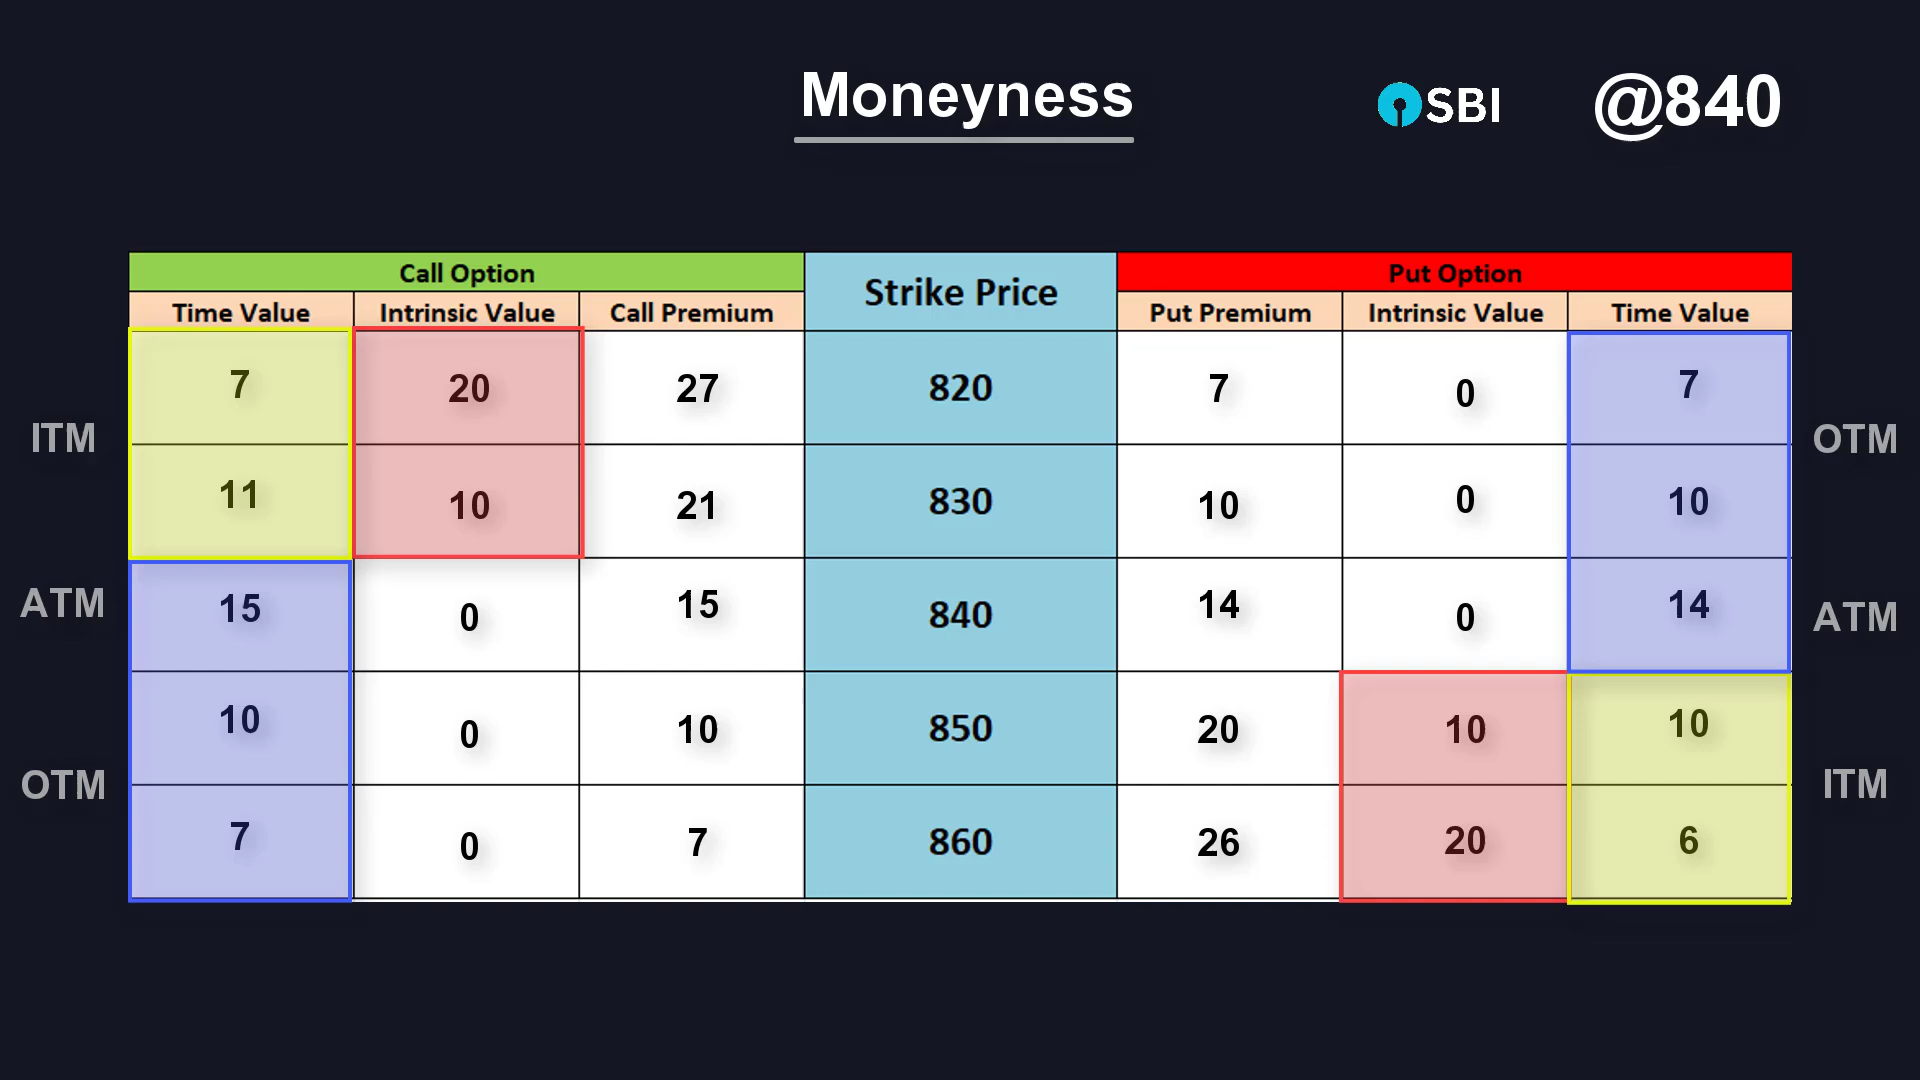 Moneyness
SBI
@840
Call Option Strike Price Put Option
Time Value Intrinsic Value Call Premium Put Premium Intrinsic Value Time Value
7 20 27 820 7 0 7
ITM OTM
11 10 21 830 10 0 10
ATM 15 0 15 840 14 0 14 ATM
10 0 10 850 20 10 10
OTM ITM
7 0 7 860 26 20 6